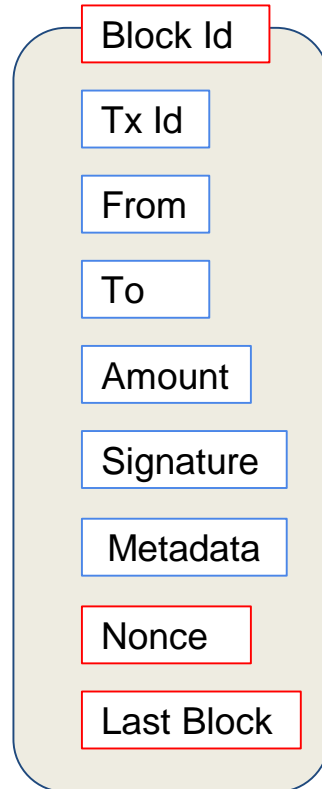 Block Id
Tx Id
From
To
Amount
Signature
Metadata
Nonce
Last Block